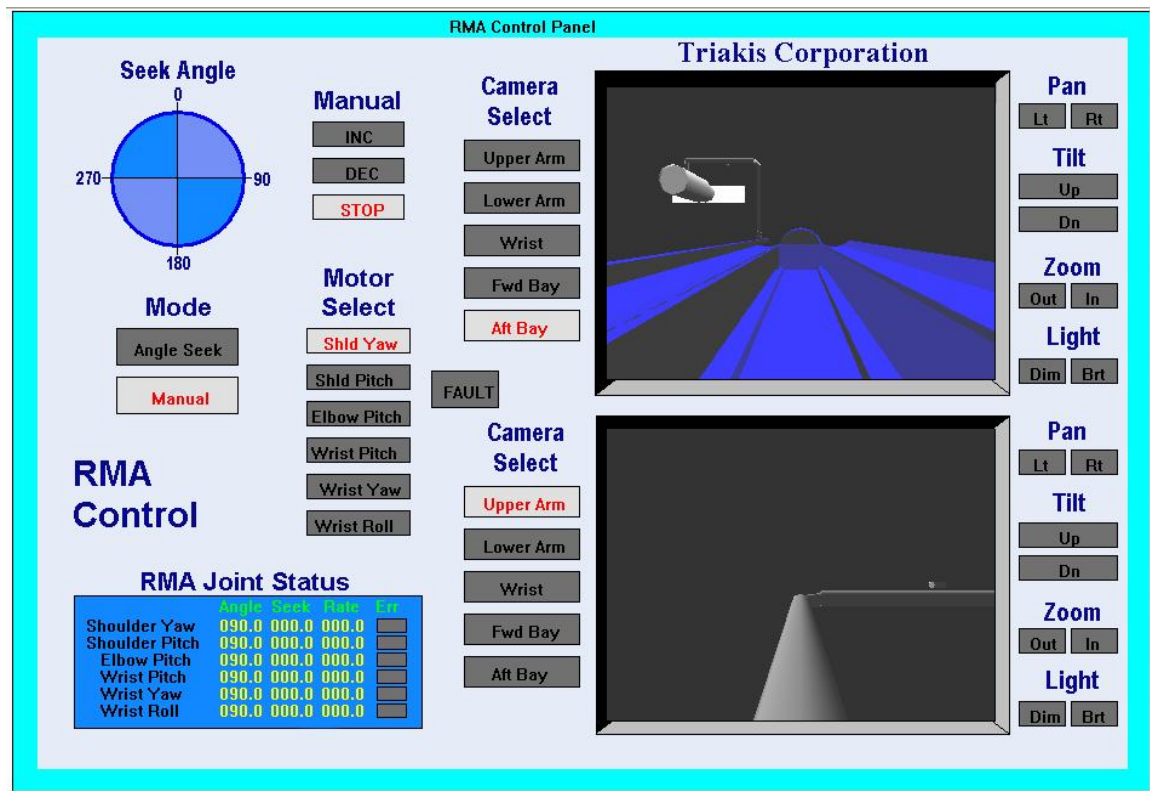 RMA Control Panel
Triakis Corporation
Seek Angle
0
270
90
180
Mode
Angle Seek
Manual
Manual
INC
DEC
STOP
Motor
Select
Shld Yaw
Shld Pitch
Elbow Pitch
Wrist Pitch
Wrist Yaw
Wrist Roll
FAULT
Camera
Select
Upper Arm
Lower Arm
Wrist
Fwd Bay
Aft Bay
Pan
Lt Rt
Tilt
Up
Dn
Zoom
Out In
Light
Dim Brt
Camera
Select
Upper Arm
Lower Arm
Wrist
Fwd Bay
Aft Bay
Pan
Lt Rt
Tilt
Up
Dn
Zoom
Out In
Light
Dim Brt
RMA
Control
RMA Joint Status
Angle Seek Rate Err
Shoulder Yaw 090.0 000.0 000.0
Shoulder Pitch 090.0 000.0 000.0
Elbow Pitch 090.0 000.0 000.0
Wrist Pitch 090.0 000.0 000.0
Wrist Yaw 090.0 000.0 000.0
Wrist Roll 090.0 000.0 000.0